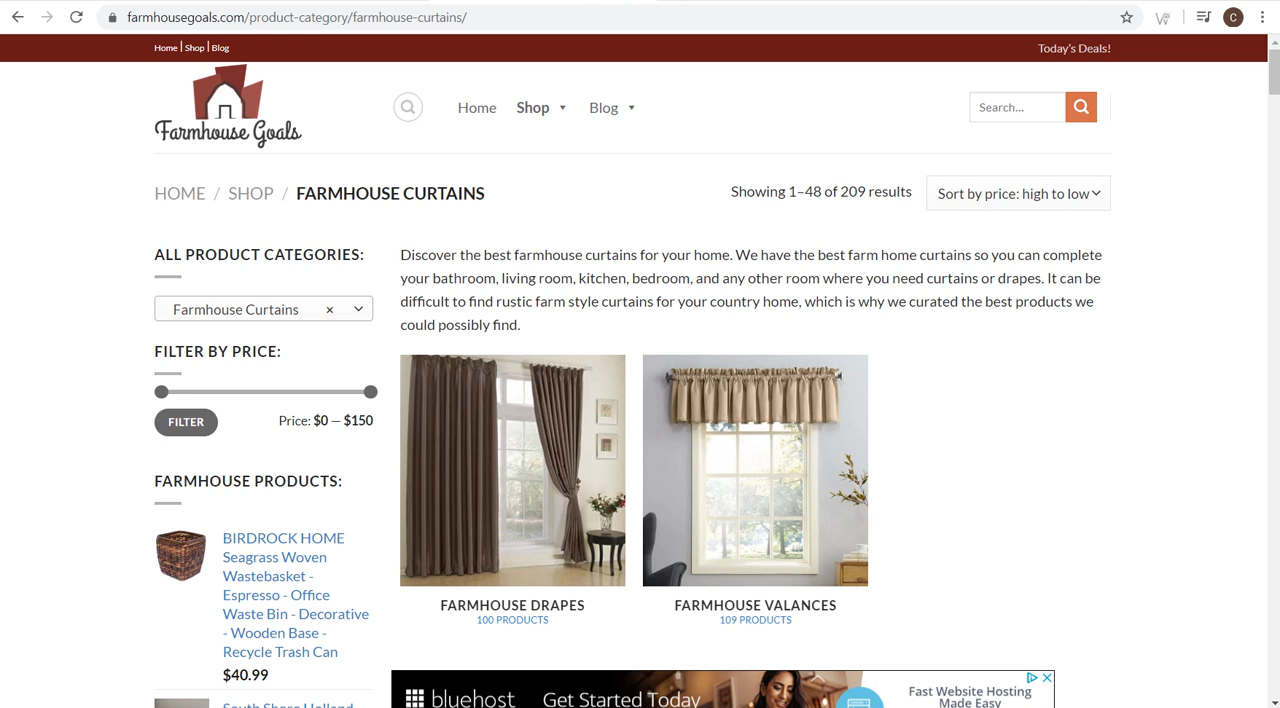 farmhousegoals.com/product-category/farmhouse-curtains/
C
Home | Shop | Blog
Today's Deals!
Farmhouse Goals
Home
Shop
Blog
Search...
HOME / SHOP / FARMHOUSE CURTAINS
Showing 1–48 of 209 results
Sort by price: high to low
ALL PRODUCT CATEGORIES:
Farmhouse Curtains ×
FILTER BY PRICE:
FILTER
Price: $0 — $150
FARMHOUSE PRODUCTS:
BIRDROCK HOME
Seagrass Woven
Wastebasket -
Espresso - Office
Waste Bin - Decorative
- Wooden Base -
Recycle Trash Can
$40.99
South Shore Holland
Discover the best farmhouse curtains for your home. We have the best farm home curtains so you can complete
your bathroom, living room, kitchen, bedroom, and any other room where you need curtains or drapes. It can be
difficult to find rustic farm style curtains for your country home, which is why we curated the best products we
could possibly find.
FARMHOUSE DRAPES
100 PRODUCTS
FARMHOUSE VALANCES
109 PRODUCTS
bluehost
Get Started Today
Fast Website Hosting
Made Easy